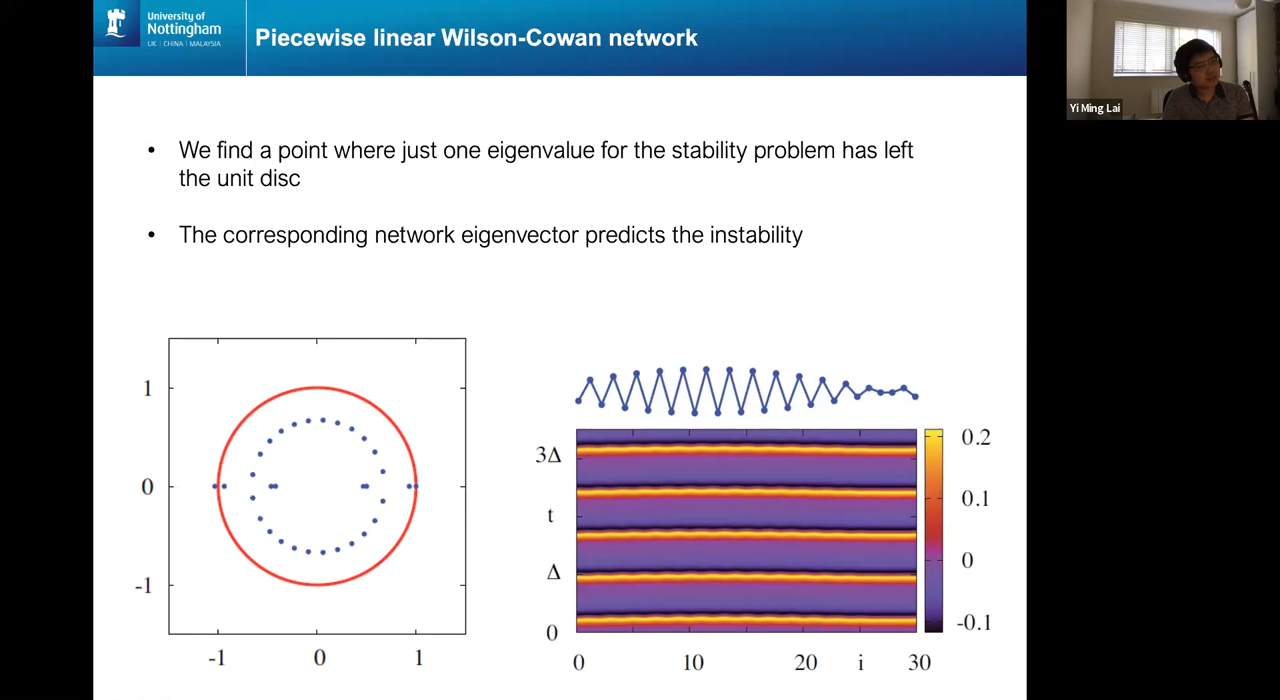 University of
Nottingham
UK | CHINA | MALAYSIA
Piecewise linear Wilson-Cowan network
• We find a point where just one eigenvalue for the stability problem has left
the unit disc
• The corresponding network eigenvector predicts the instability
Yi Ming Lai
1
0
-1
-1 0 1
3Δ
t
Δ
0
0 10 20 i 30
0.2
0.1
0
-0.1